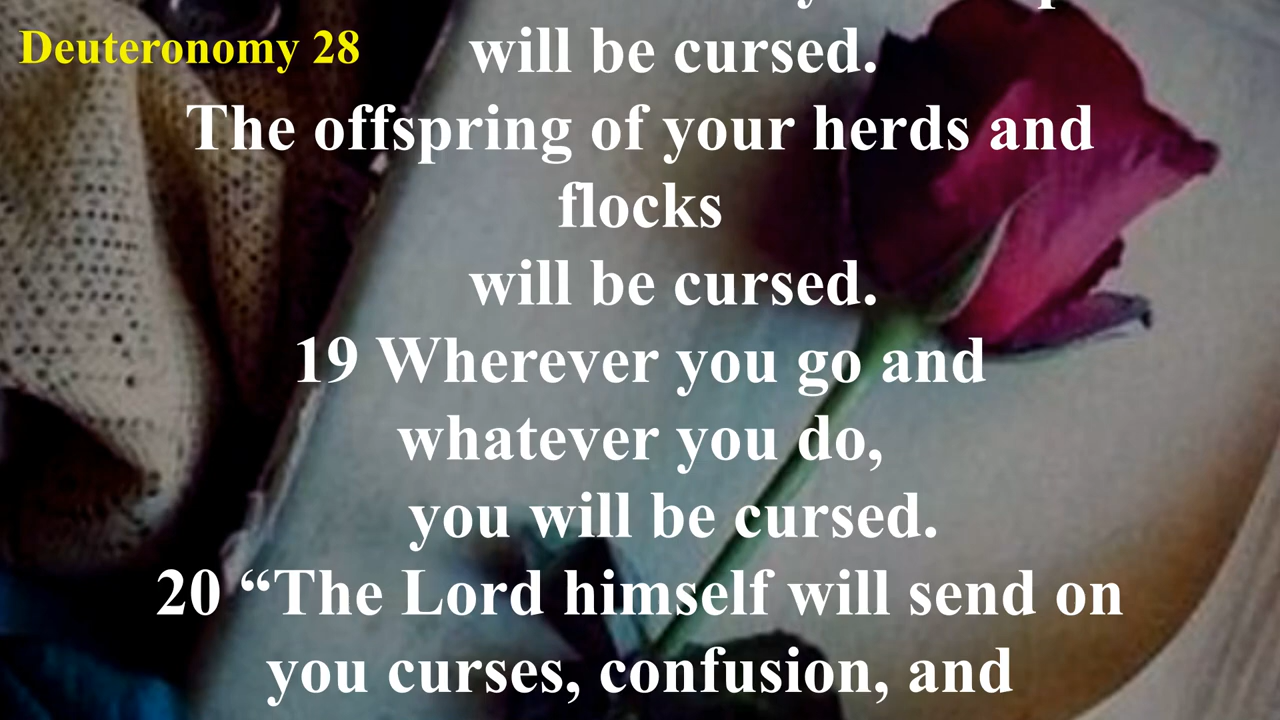 Deuteronomy 28
will be cursed.
The offspring of your herds and
flocks
will be cursed.
19 Wherever you go and
whatever you do,
you will be cursed.
20 “The Lord himself will send on
you curses, confusion, and